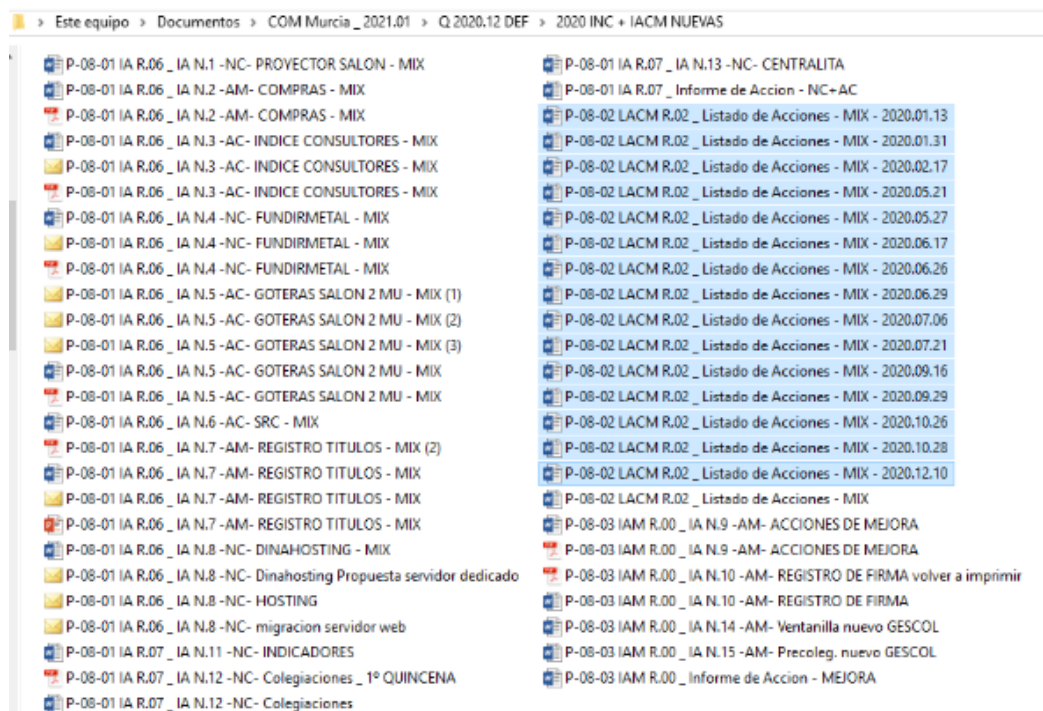 > Este equipo > Documentos > COM Murcia _ 2021.01 > Q 2020.12 DEF > 2020 INC + IACM NUEVAS
P-08-01 IA R.06 _ IA N.1 -NC- PROYECTOR SALON - MIX
P-08-01 IA R.06 _ IA N.2 -AM- COMPRAS - MIX
P-08-01 IA R.06 _ IA N.2 -AM- COMPRAS - MIX
P-08-01 IA R.06 _ IA N.3 -AC- INDICE CONSULTORES - MIX
P-08-01 IA R.06 _ IA N.3 -AC- INDICE CONSULTORES - MIX
P-08-01 IA R.06 _ IA N.3 -AC- INDICE CONSULTORES - MIX
P-08-01 IA R.06 _ IA N.4 -NC- FUNDIRMETAL - MIX
P-08-01 IA R.06 _ IA N.4 -NC- FUNDIRMETAL - MIX
P-08-01 IA R.06 _ IA N.4 -NC- FUNDIRMETAL - MIX
P-08-01 IA R.06 _ IA N.5 -AC- GOTERAS SALON 2 MU - MIX (1)
P-08-01 IA R.06 _ IA N.5 -AC- GOTERAS SALON 2 MU - MIX (2)
P-08-01 IA R.06 _ IA N.5 -AC- GOTERAS SALON 2 MU - MIX (3)
P-08-01 IA R.06 _ IA N.5 -AC- GOTERAS SALON 2 MU - MIX
P-08-01 IA R.06 _ IA N.5 -AC- GOTERAS SALON 2 MU - MIX
P-08-01 IA R.06 _ IA N.6 -AC- SRC - MIX
P-08-01 IA R.06 _ IA N.7 -AM- REGISTRO TITULOS - MIX (2)
P-08-01 IA R.06 _ IA N.7 -AM- REGISTRO TITULOS - MIX
P-08-01 IA R.06 _ IA N.7 -AM- REGISTRO TITULOS - MIX
P-08-01 IA R.06 _ IA N.7 -AM- REGISTRO TITULOS - MIX
P-08-01 IA R.06 _ IA N.8 -NC- DINAHOSTING - MIX
P-08-01 IA R.06 _ IA N.8 -NC- Dinahosting Propuesta servidor dedicado
P-08-01 IA R.06 _ IA N.8 -NC- HOSTING
P-08-01 IA R.06 _ IA N.8 -NC- migracion servidor web
P-08-01 IA R.07 _ IA N.11 -NC- INDICADORES
P-08-01 IA R.07 _ IA N.12 -NC- Colegiaciones _ 1º QUINCENA
P-08-01 IA R.07 _ IA N.12 -NC- Colegiaciones
P-08-01 IA R.07 _ IA N.13 -NC- CENTRALITA
P-08-01 IA R.07 _ Informe de Accion - NC+AC
P-08-02 LACM R.02 _ Listado de Acciones - MIX - 2020.01.13
P-08-02 LACM R.02 _ Listado de Acciones - MIX - 2020.01.31
P-08-02 LACM R.02 _ Listado de Acciones - MIX - 2020.02.17
P-08-02 LACM R.02 _ Listado de Acciones - MIX - 2020.05.21
P-08-02 LACM R.02 _ Listado de Acciones - MIX - 2020.05.27
P-08-02 LACM R.02 _ Listado de Acciones - MIX - 2020.06.17
P-08-02 LACM R.02 _ Listado de Acciones - MIX - 2020.06.26
P-08-02 LACM R.02 _ Listado de Acciones - MIX - 2020.06.29
P-08-02 LACM R.02 _ Listado de Acciones - MIX - 2020.07.06
P-08-02 LACM R.02 _ Listado de Acciones - MIX - 2020.07.21
P-08-02 LACM R.02 _ Listado de Acciones - MIX - 2020.09.16
P-08-02 LACM R.02 _ Listado de Acciones - MIX - 2020.09.29
P-08-02 LACM R.02 _ Listado de Acciones - MIX - 2020.10.26
P-08-02 LACM R.02 _ Listado de Acciones - MIX - 2020.10.28
P-08-02 LACM R.02 _ Listado de Acciones - MIX - 2020.12.10
P-08-02 LACM R.02 _ Listado de Acciones - MIX
P-08-03 IAM R.00 _ IA N.9 -AM- ACCIONES DE MEJORA
P-08-03 IAM R.00 _ IA N.9 -AM- ACCIONES DE MEJORA
P-08-03 IAM R.00 _ IA N.10 -AM- REGISTRO DE FIRMA volver a imprimir
P-08-03 IAM R.00 _ IA N.10 -AM- REGISTRO DE FIRMA
P-08-03 IAM R.00 _ IA N.14 -AM- Ventanilla nuevo GESCOL
P-08-03 IAM R.00 _ IA N.15 -AM- Precoleg. nuevo GESCOL
P-08-03 IAM R.00 _ Informe de Accion - MEJORA